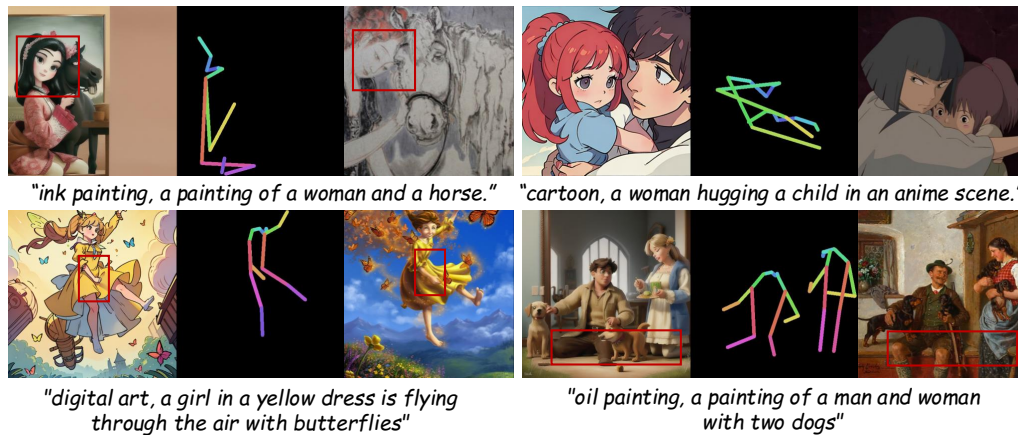 “ink painting, a painting of a woman and a horse.”
“cartoon, a woman hugging a child in an anime scene.”
"digital art, a girl in a yellow dress is flying
through the air with butterflies"
"oil painting, a painting of a man and woman
with two dogs"